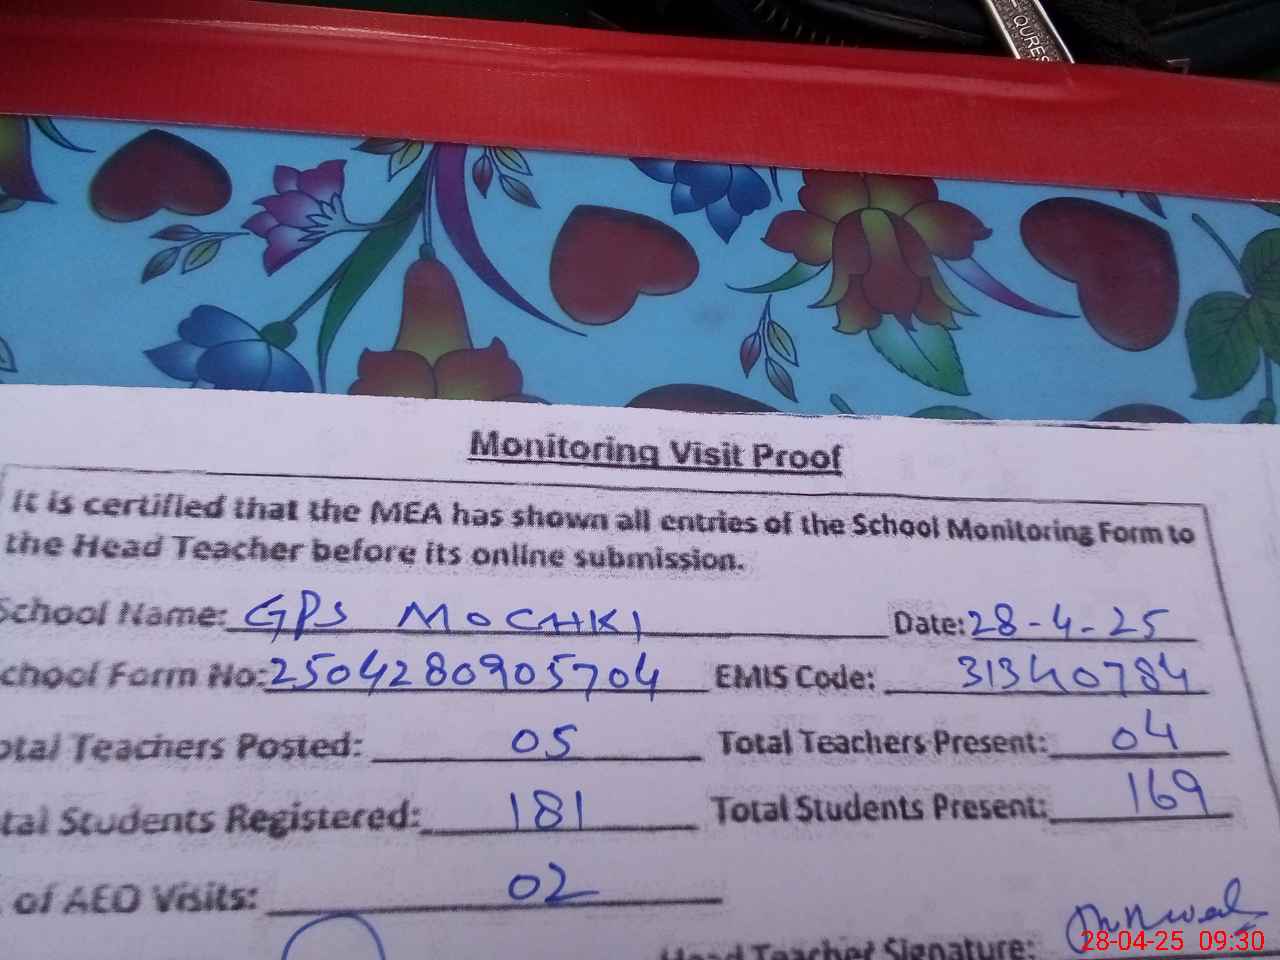 QURES
Monitoring Visit Proof
It is certified that the MEA has shown all entries of the School Monitoring Form to
the Head Teacher before its online submission.
School Name: GPS MOCHKI Date: 28-4-25
chool Form No: 2504280905704 EMIS Code: 31340784
otal Teachers Posted: 05 Total Teachers Present: 04
tal Students Registered: 181 Total Students Present: 169
of AEO Visits: 02
Head Teacher Signature:
28-04-25 09:30